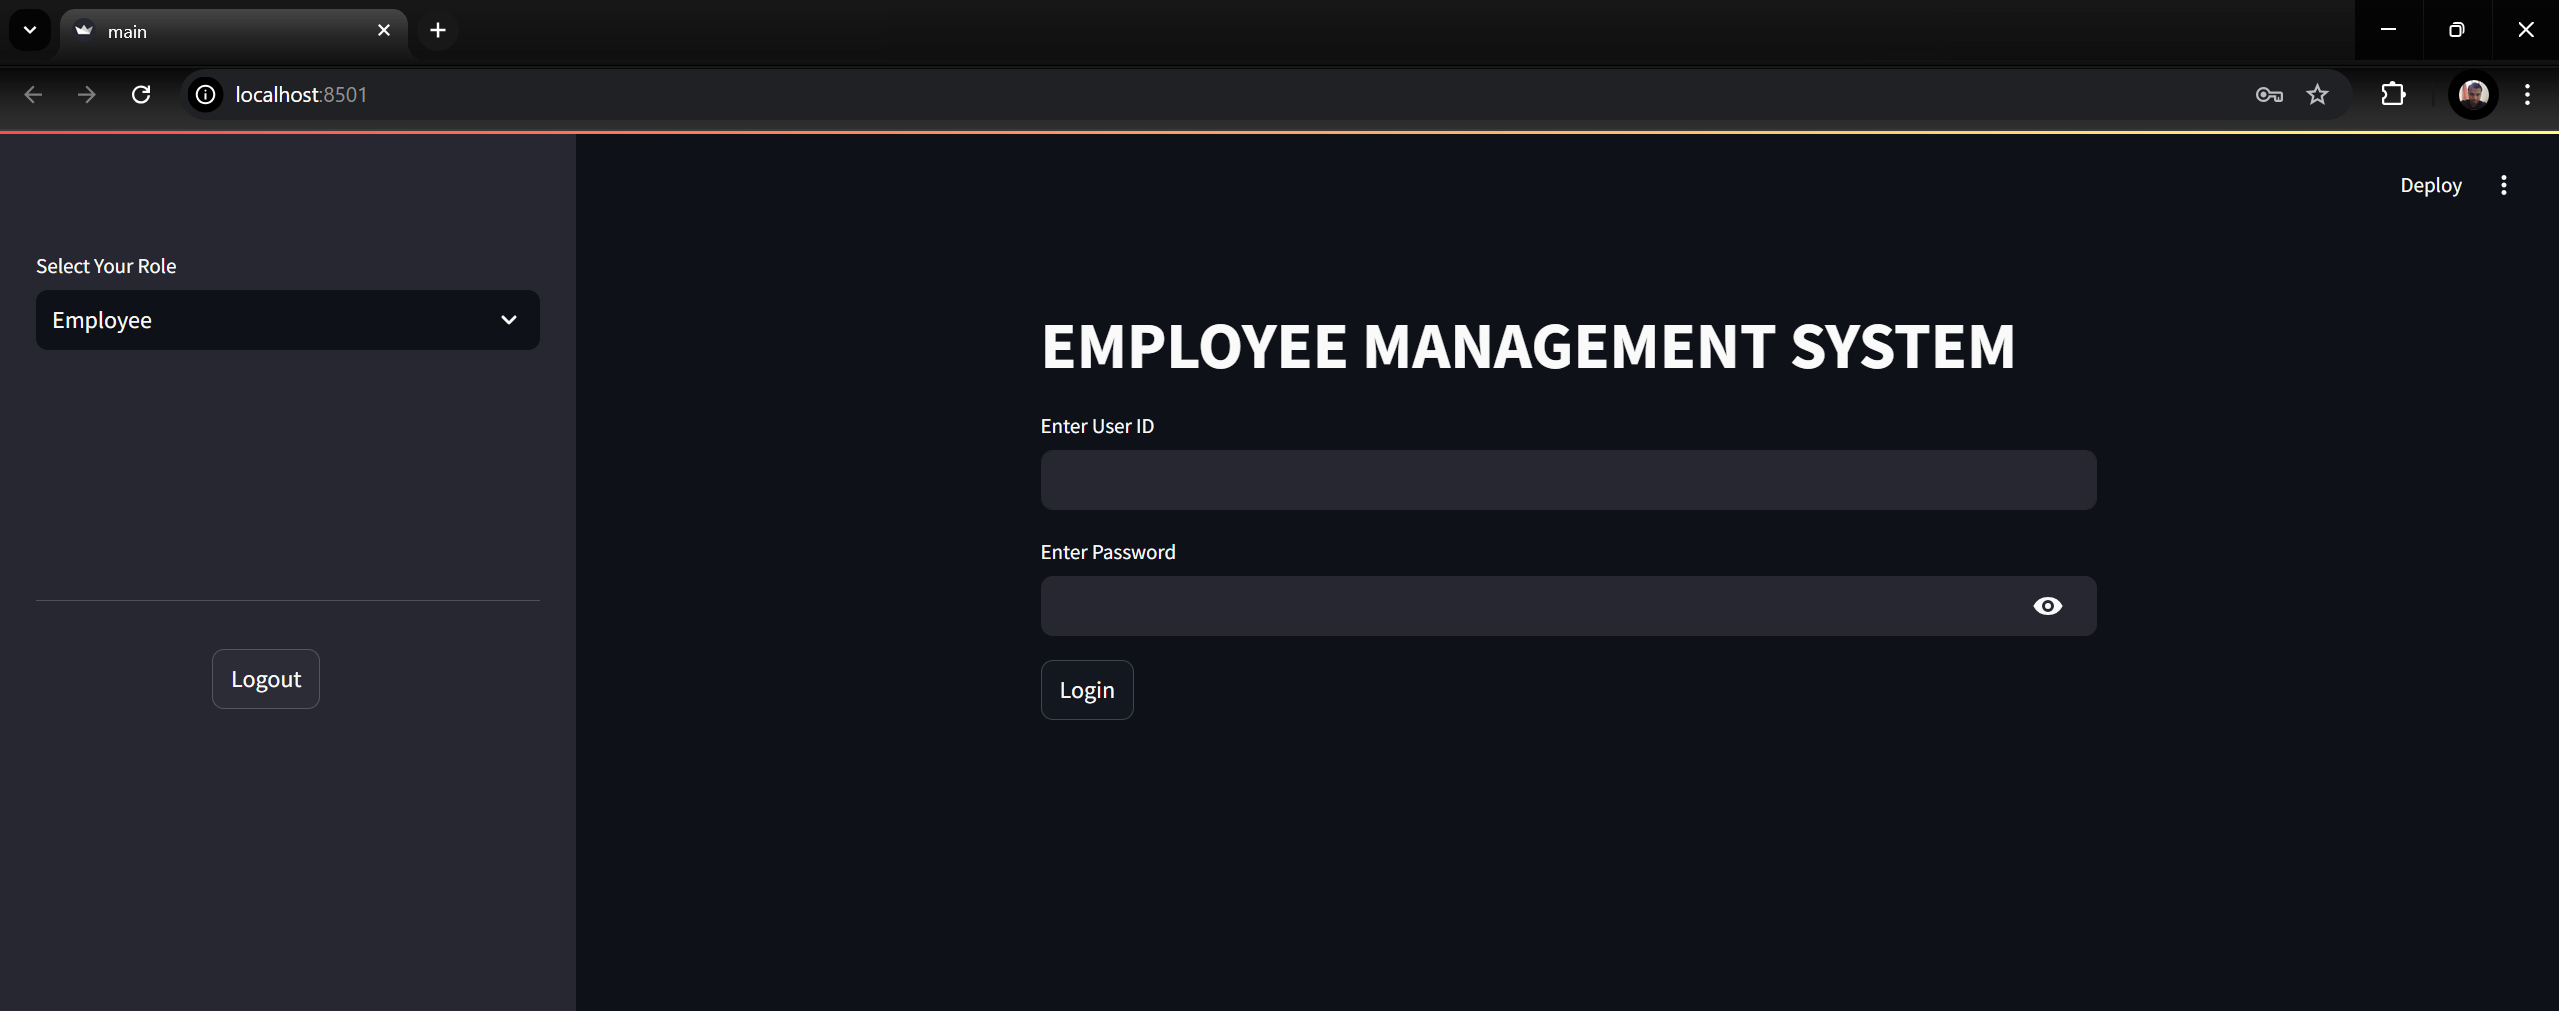 main
localhost:8501
Deploy
Select Your Role
Employee
Logout
EMPLOYEE MANAGEMENT SYSTEM
Enter User ID
Enter Password
Login